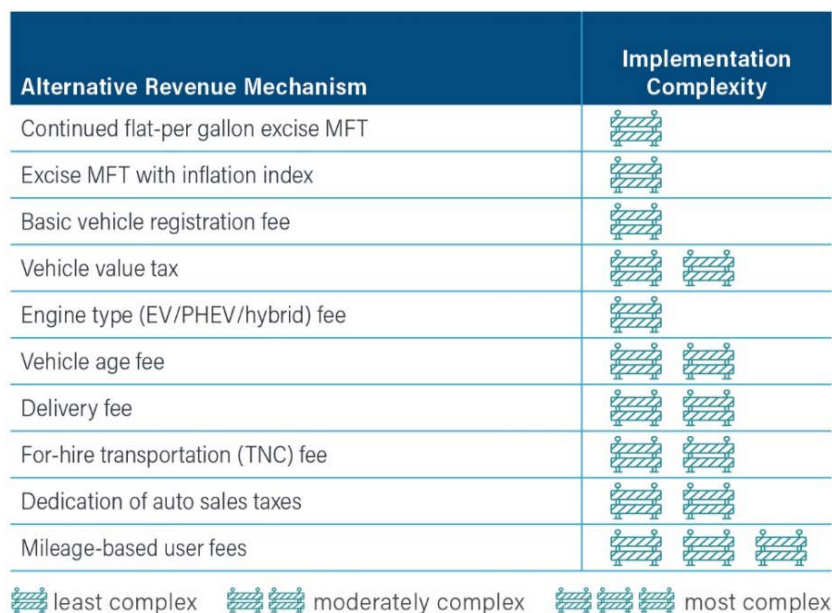 Alternative Revenue Mechanism
Implementation
Complexity
Continued flat-per gallon excise MFT
Excise MFT with inflation index
Basic vehicle registration fee
Vehicle value tax
Engine type (EV/PHEV/hybrid) fee
Vehicle age fee
Delivery fee
For-hire transportation (TNC) fee
Dedication of auto sales taxes
Mileage-based user fees
least complex moderately complex most complex